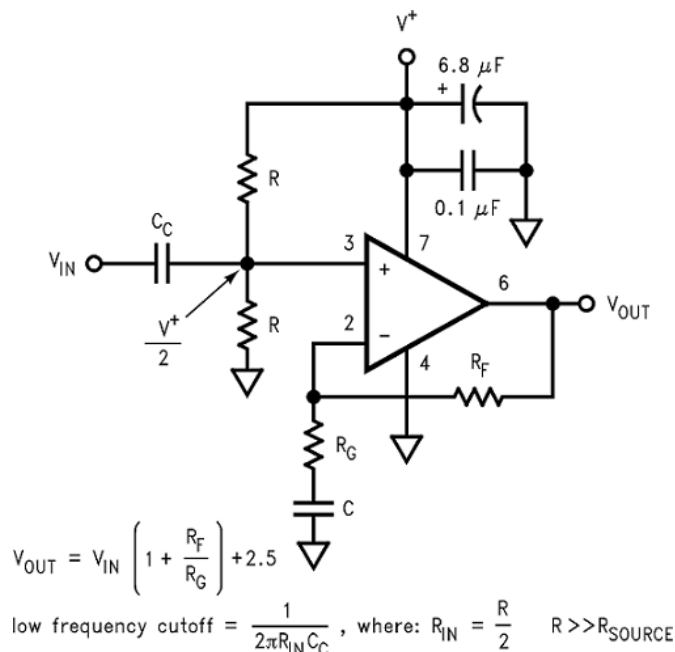 V⁺
6.8 μF
+
R
0.1 μF
C_C
V_IN
3
7
+
6
V_OUT
V⁺
2
R
2
−
4
R_F
R_G
C
V_OUT = V_IN (1 + R_F/R_G) +2.5
low frequency cutoff = 1/(2πR_IN C_C) , where: R_IN = R/2 R>>R_SOURCE